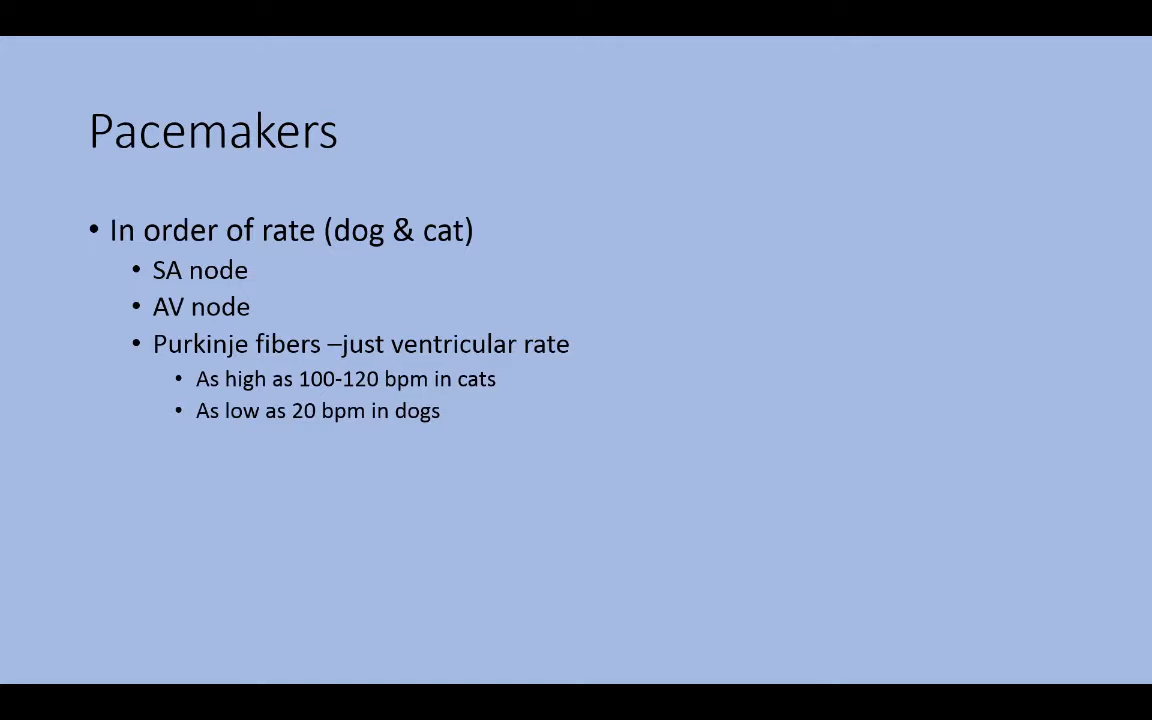 Pacemakers
• In order of rate (dog & cat)
• SA node
• AV node
• Purkinje fibers –just ventricular rate
• As high as 100-120 bpm in cats
• As low as 20 bpm in dogs